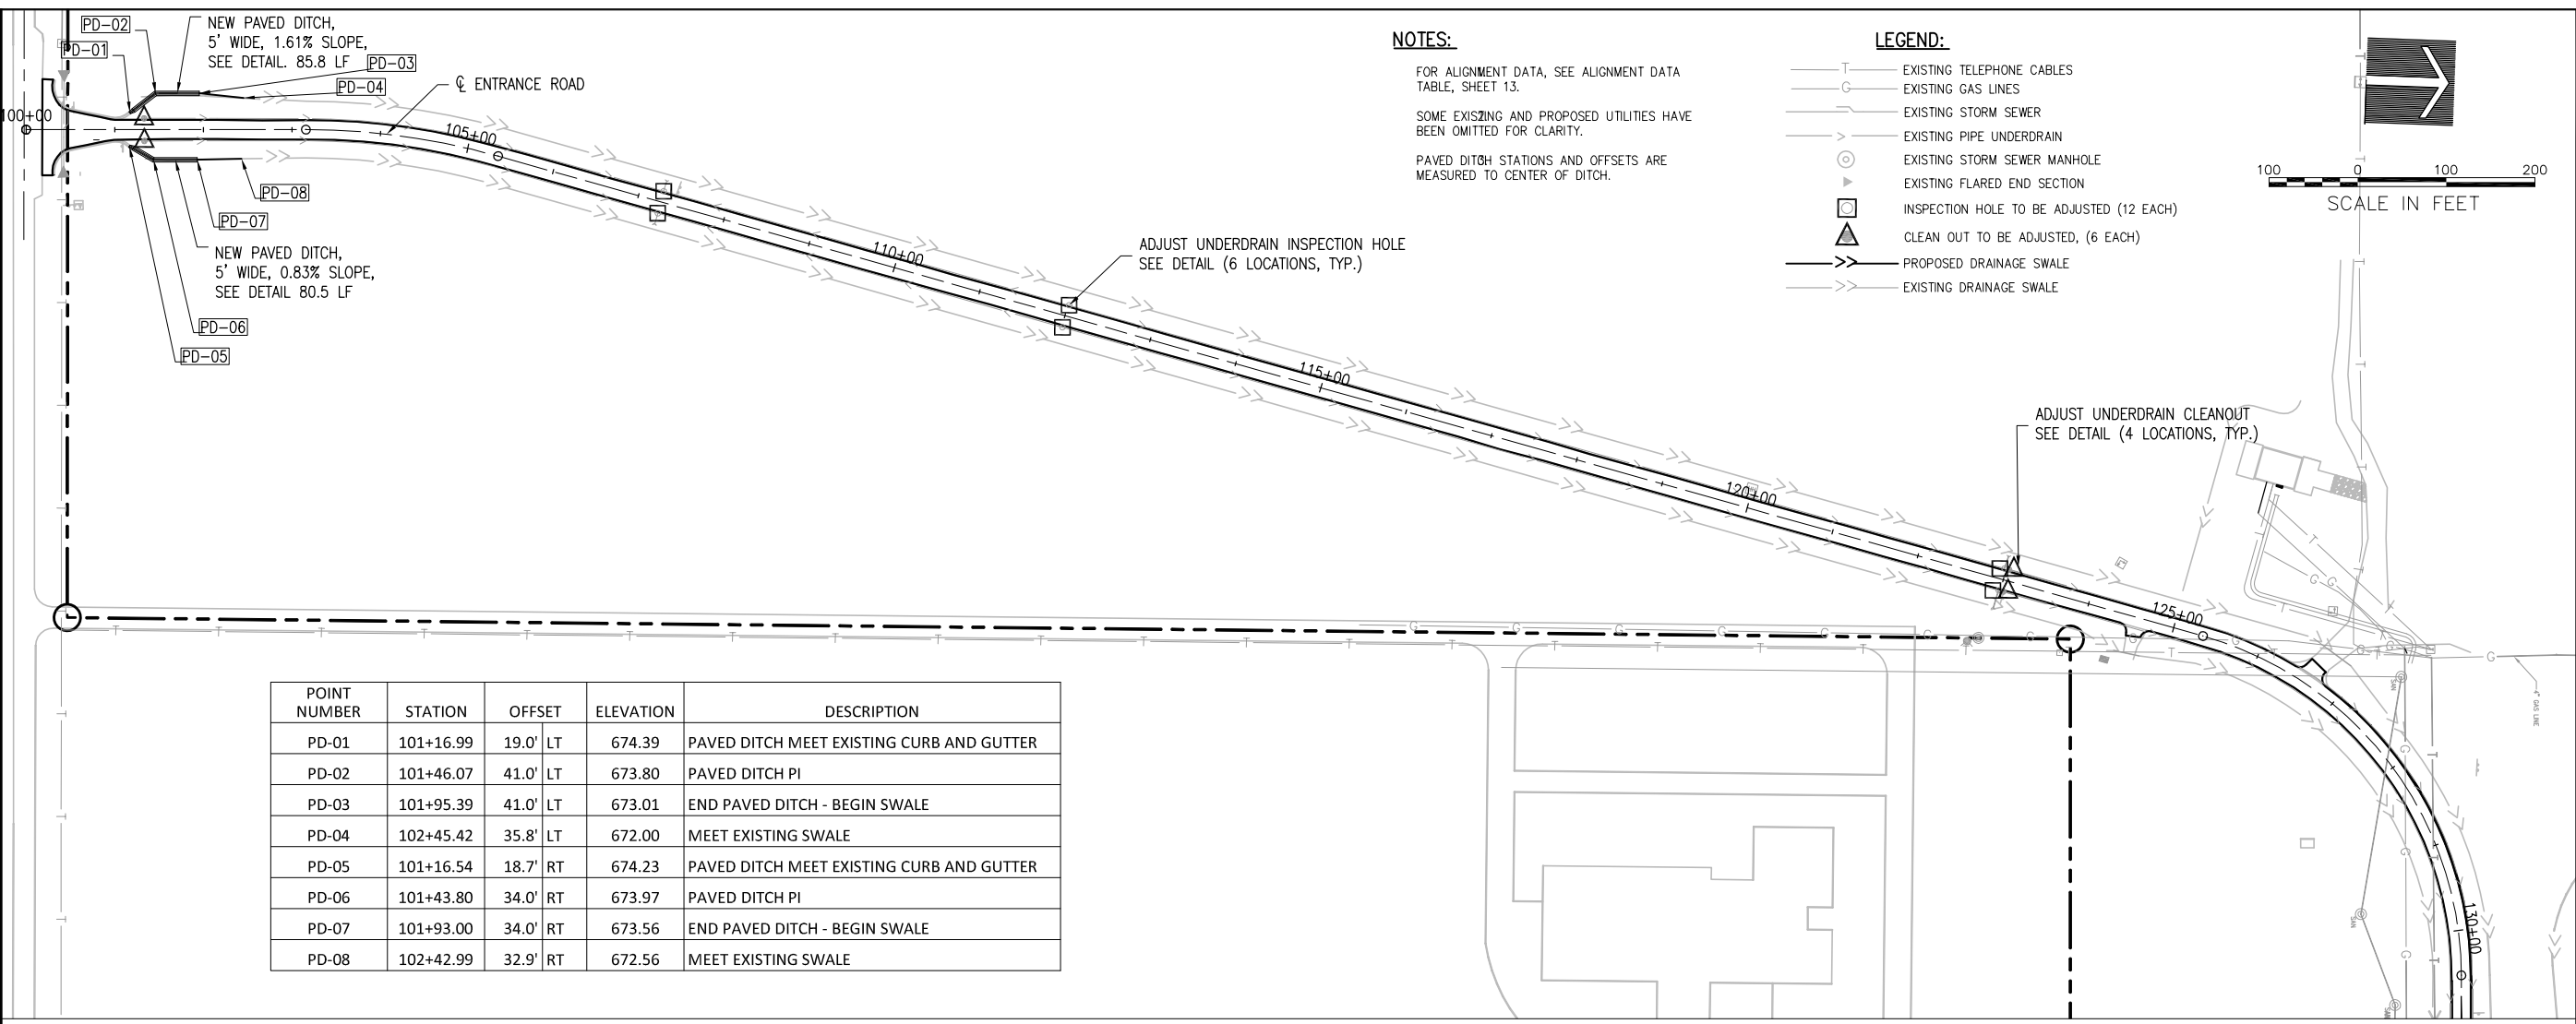 PD-02
PD-01
NEW PAVED DITCH,
5' WIDE, 1.61% SLOPE,
SEE DETAIL. 85.8 LF
PD-03
PD-04
℄ ENTRANCE ROAD
100+00
105+00
PD-08
PD-07
NEW PAVED DITCH,
5' WIDE, 0.83% SLOPE,
SEE DETAIL 80.5 LF
PD-06
PD-05
110+00
ADJUST UNDERDRAIN INSPECTION HOLE
SEE DETAIL (6 LOCATIONS, TYP.)
115+00
120+00
ADJUST UNDERDRAIN CLEANOUT
SEE DETAIL (4 LOCATIONS, TYP.)
125+00
130+00
NOTES:
FOR ALIGNMENT DATA, SEE ALIGNMENT DATA
TABLE, SHEET 13.
SOME EXISTING AND PROPOSED UTILITIES HAVE
BEEN OMITTED FOR CLARITY.
PAVED DITCH STATIONS AND OFFSETS ARE
MEASURED TO CENTER OF DITCH.
LEGEND:
T EXISTING TELEPHONE CABLES
G EXISTING GAS LINES
EXISTING STORM SEWER
> EXISTING PIPE UNDERDRAIN
EXISTING STORM SEWER MANHOLE
EXISTING FLARED END SECTION
INSPECTION HOLE TO BE ADJUSTED (12 EACH)
CLEAN OUT TO BE ADJUSTED, (6 EACH)
>> PROPOSED DRAINAGE SWALE
>> EXISTING DRAINAGE SWALE
100 0 100 200
SCALE IN FEET
4" GAS LINE
SAN
SAN
SAN
POINT
NUMBER STATION OFFSET ELEVATION DESCRIPTION
PD-01 101+16.99 19.0' LT 674.39 PAVED DITCH MEET EXISTING CURB AND GUTTER
PD-02 101+46.07 41.0' LT 673.80 PAVED DITCH PI
PD-03 101+95.39 41.0' LT 673.01 END PAVED DITCH - BEGIN SWALE
PD-04 102+45.42 35.8' LT 672.00 MEET EXISTING SWALE
PD-05 101+16.54 18.7' RT 674.23 PAVED DITCH MEET EXISTING CURB AND GUTTER
PD-06 101+43.80 34.0' RT 673.97 PAVED DITCH PI
PD-07 101+93.00 34.0' RT 673.56 END PAVED DITCH - BEGIN SWALE
PD-08 102+42.99 32.9' RT 672.56 MEET EXISTING SWALE